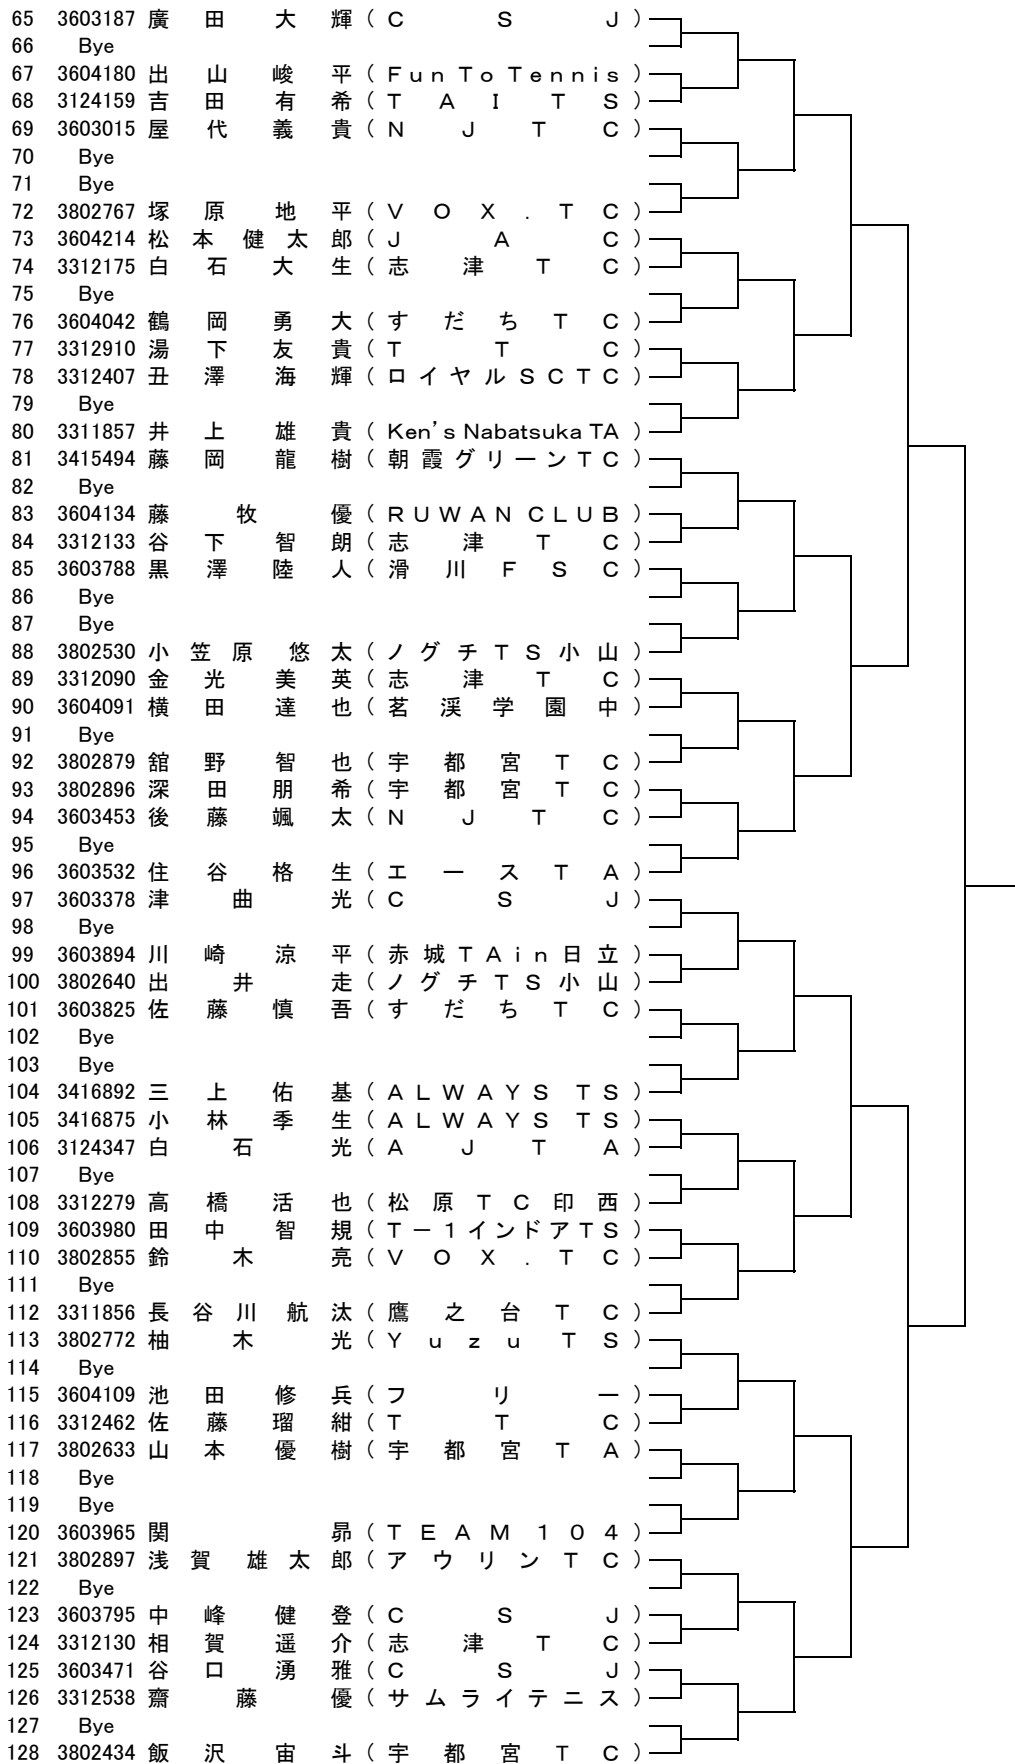 65 3603187 廣田大輝(CSJ)
66 Bye
67 3604180 出山峻平(Fun To Tennis)
68 3124159 吉田有希(TAITS)
69 3603015 屋代義貴(NJTC)
70 Bye
71 Bye
72 3802767 塚原地平(VOX.TC)
73 3604214 松本健太郎(JAC)
74 3312175 白石大生(志津TC)
75 Bye
76 3604042 鶴岡勇大(すだちTC)
77 3312910 湯下友貴(TTC)
78 3312407 丑澤海輝(ロイヤルSCTC)
79 Bye
80 3311857 井上雄貴(Ken's Nabatsuka TA)
81 3415494 藤岡龍樹(朝霞グリーンTC)
82 Bye
83 3604134 藤牧優(RUWAN CLUB)
84 3312133 谷下智朗(志津TC)
85 3603788 黒澤陸人(滑川FSC)
86 Bye
87 Bye
88 3802530 小笠原悠太(ノグチTS小山)
89 3312090 金光美英(志津TC)
90 3604091 横田達也(茗溪学園中)
91 Bye
92 3802879 舘野智也(宇都宮TC)
93 3802896 深田朋希(宇都宮TC)
94 3603453 後藤颯太(NJTC)
95 Bye
96 3603532 住谷格生(エースTA)
97 3603378 津曲光(CSJ)
98 Bye
99 3603894 川崎涼平(赤城TAin日立)
100 3802640 出井走(ノグチTS小山)
101 3603825 佐藤慎吾(すだちTC)
102 Bye
103 Bye
104 3416892 三上佑基(ALWAYS TS)
105 3416875 小林季生(ALWAYS TS)
106 3124347 白石光(AJTA)
107 Bye
108 3312279 高橋活也(松原TC印西)
109 3603980 田中智規(T-1インドアTS)
110 3802855 鈴木亮(VOX.TC)
111 Bye
112 3311856 長谷川航汰(鷹之台TC)
113 3802772 柚木光(YuzuTS)
114 Bye
115 3604109 池田修兵(フリー)
116 3312462 佐藤瑠紺(TTC)
117 3802633 山本優樹(宇都宮TA)
118 Bye
119 Bye
120 3603965 関昴(TEAM104)
121 3802897 浅賀雄太郎(アウリンTC)
122 Bye
123 3603795 中峰健登(CSJ)
124 3312130 相賀遥介(志津TC)
125 3603471 谷口湧雅(CSJ)
126 3312538 齋藤優(サムライテニス)
127 Bye
128 3802434 飯沢宙斗(宇都宮TC)